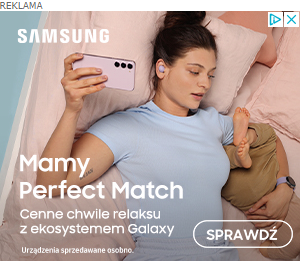 REKLAMA
SAMSUNG
Mamy
Perfect Match
Cenne chwile relaksu
z ekosystemem Galaxy
SPRAWDŹ
Urządzenia sprzedawane osobno.